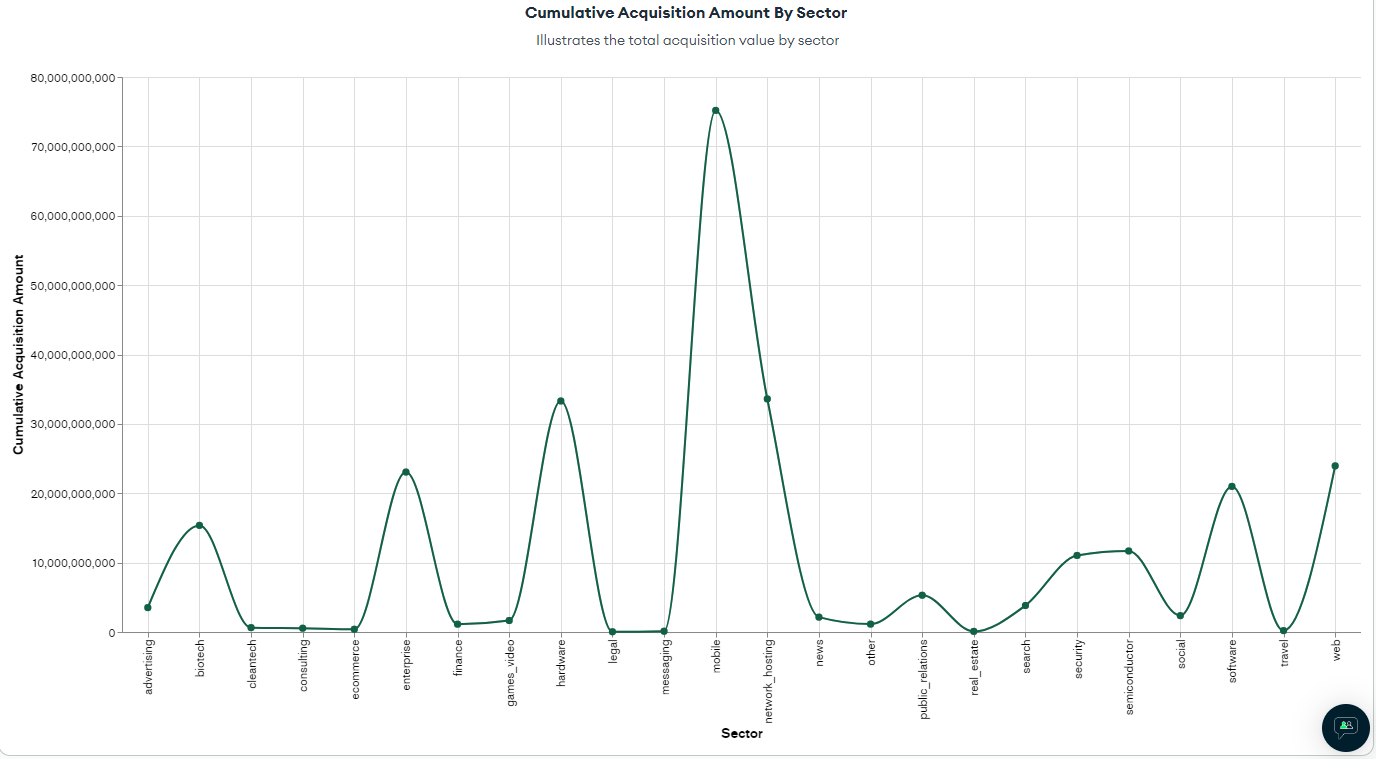 Cumulative Acquisition Amount By Sector
Illustrates the total acquisition value by sector
80,000,000,000
70,000,000,000
60,000,000,000
50,000,000,000
40,000,000,000
30,000,000,000
20,000,000,000
10,000,000,000
0
Cumulative Acquisition Amount
advertising
biotech
cleantech
consulting
ecommerce
enterprise
finance
games_video
hardware
legal
messaging
mobile
network_hosting
news
other
public_relations
real_estate
search
security
semiconductor
social
software
travel
web
Sector